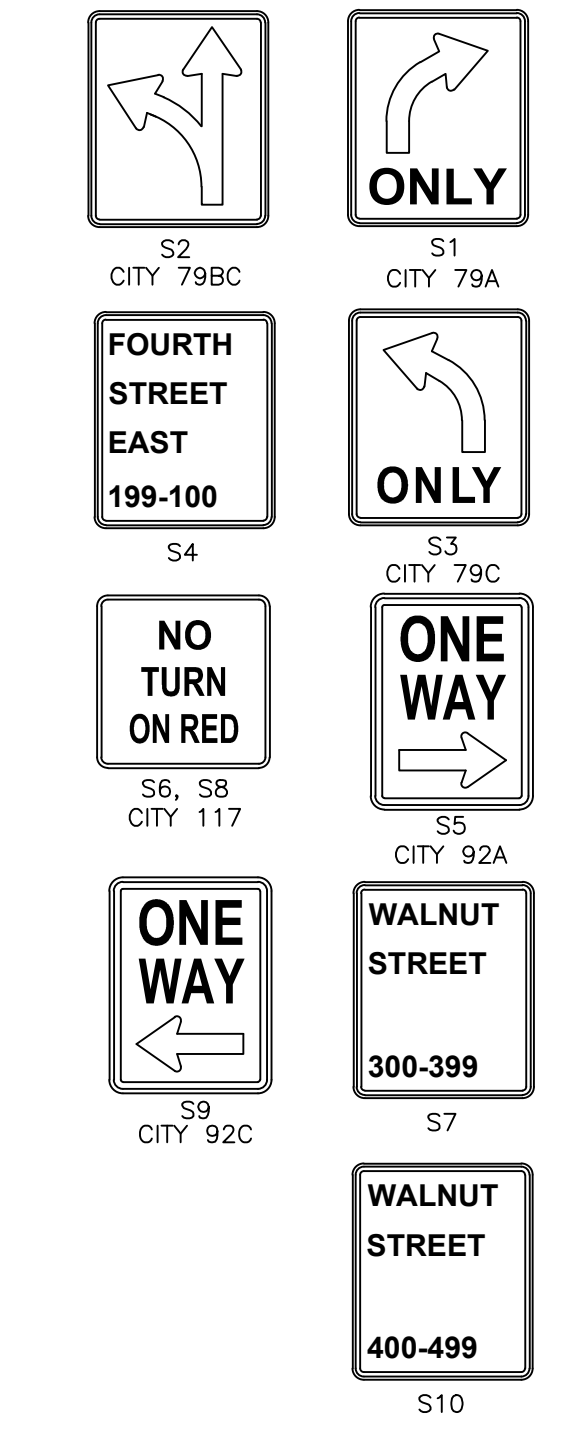 S2
CITY 79BC
ONLY
S1
CITY 79A
FOURTH
STREET
EAST
199-100
S4
ONLY
S3
CITY 79C
NO
TURN
ON RED
S6, S8
CITY 117
ONE
WAY
S5
CITY 92A
ONE
WAY
S9
CITY 92C
WALNUT
STREET
300-399
S7
WALNUT
STREET
400-499
S10